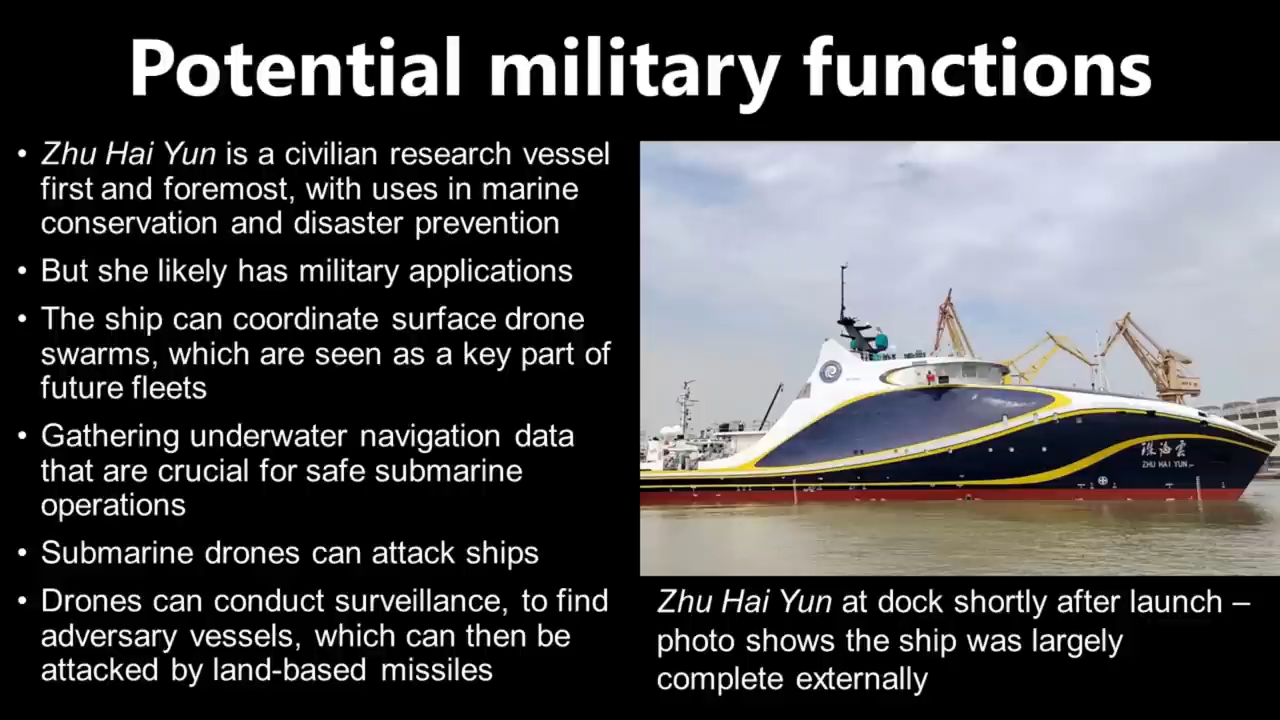 Potential military functions
• Zhu Hai Yun is a civilian research vessel
first and foremost, with uses in marine
conservation and disaster prevention
• But she likely has military applications
• The ship can coordinate surface drone
swarms, which are seen as a key part of
future fleets
• Gathering underwater navigation data
that are crucial for safe submarine
operations
• Submarine drones can attack ships
• Drones can conduct surveillance, to find
adversary vessels, which can then be
attacked by land-based missiles
珠海雲
ZHU HAI YUN
Zhu Hai Yun at dock shortly after launch –
photo shows the ship was largely
complete externally